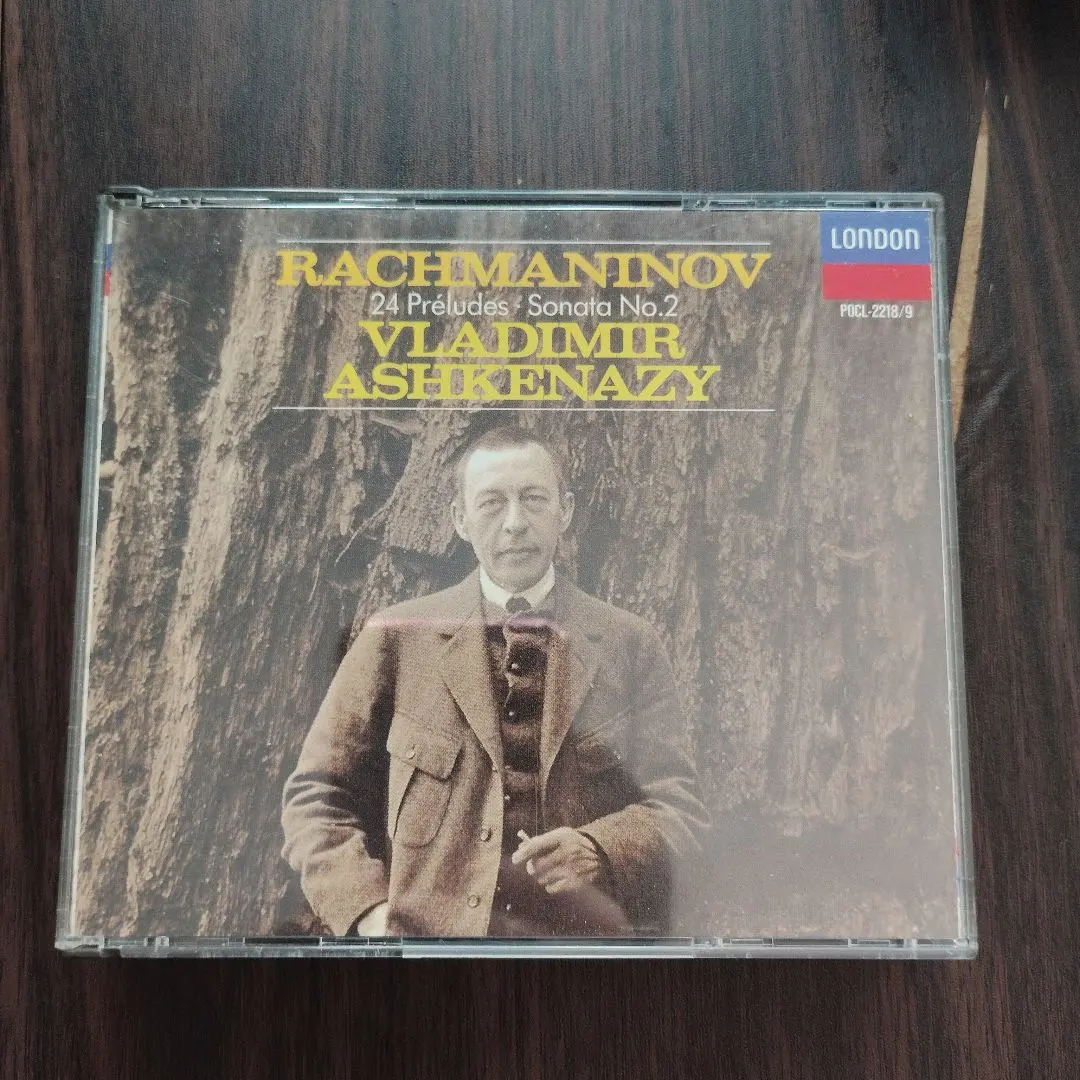 RACHMANINOV
24 Préludes · Sonata No.2
VLADIMIR
ASHKENAZY
LONDON
POCL-2218/9